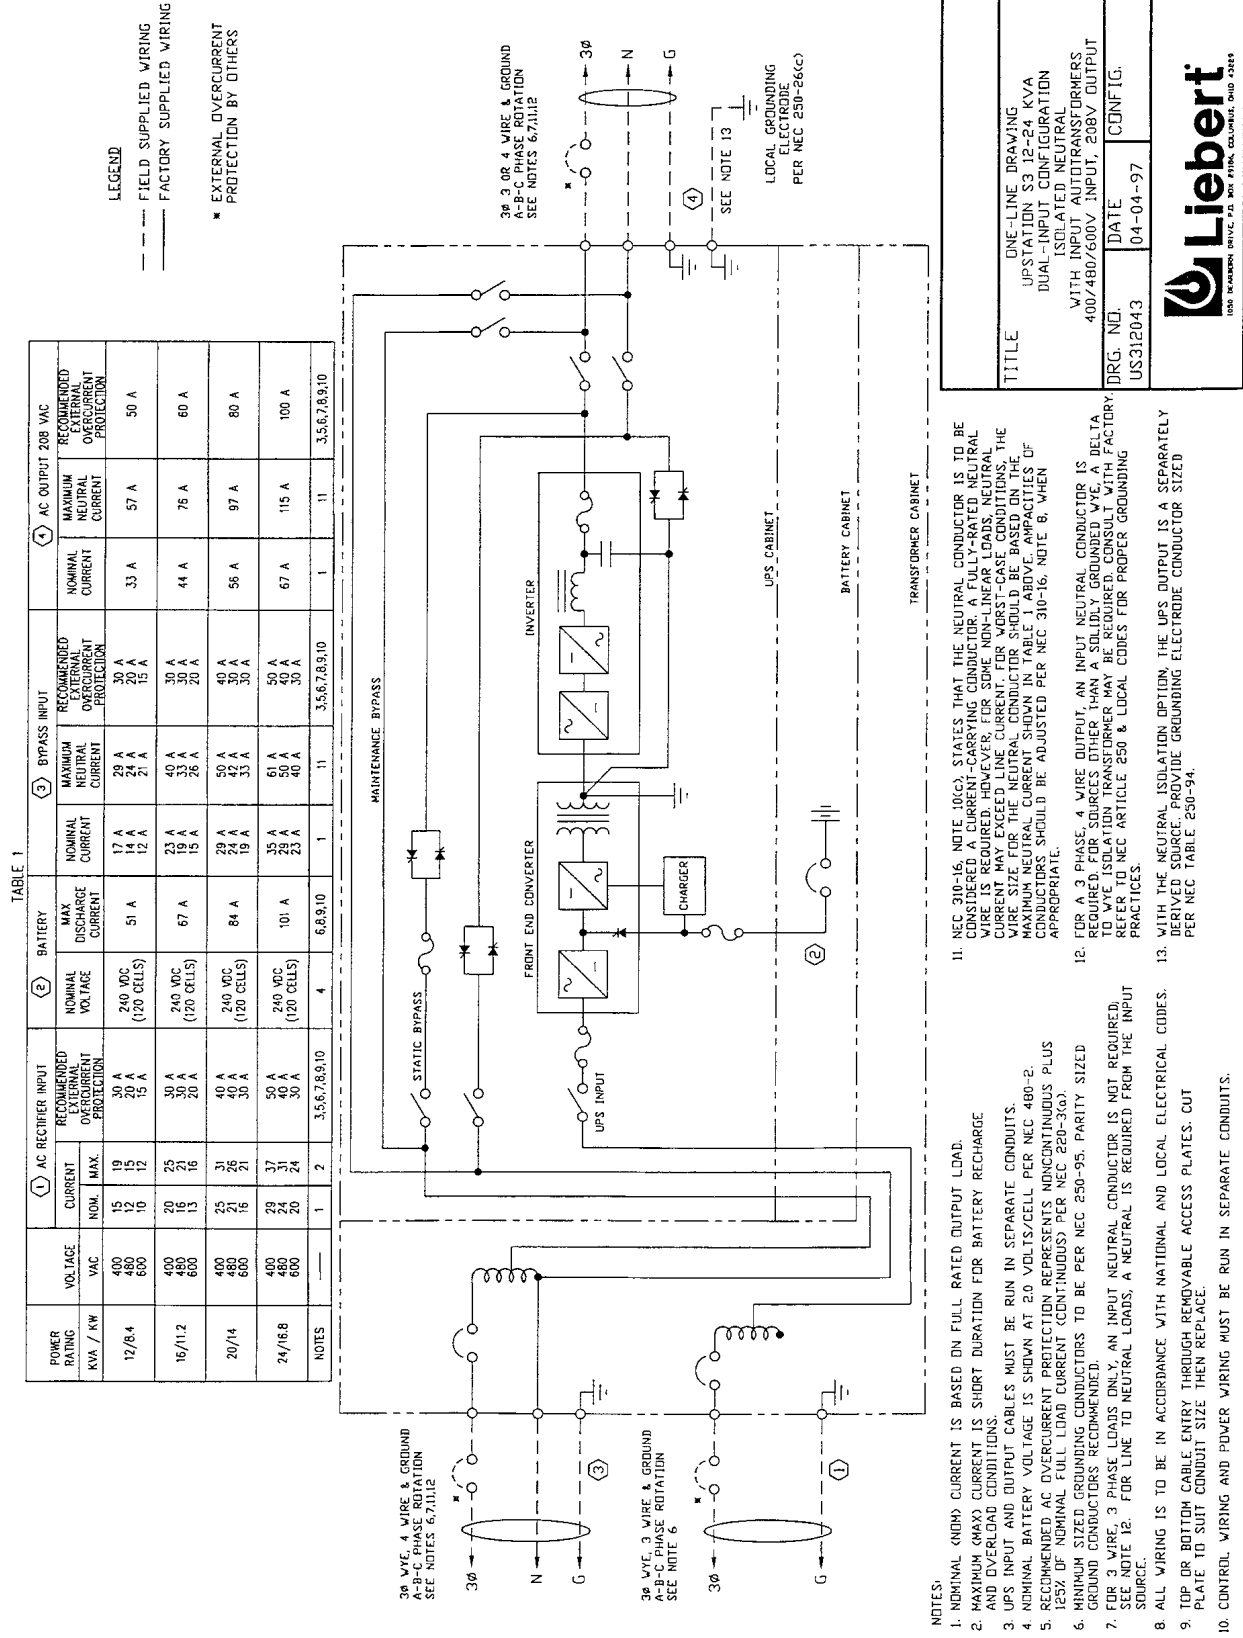 TABLE 1
POWER RATING
① AC RECTIFIER INPUT
② BATTERY
③ BYPASS INPUT
④ AC OUTPUT 208 VAC
KVA / KW
VOLTAGE VAC
CURRENT NOM. MAX.
RECOMMENDED EXTERNAL OVERCURRENT PROTECTION
NOMINAL VOLTAGE
MAX DISCHARGE CURRENT
NOMINAL CURRENT
MAXIMUM NEUTRAL CURRENT
RECOMMENDED EXTERNAL OVERCURRENT PROTECTION
NOMINAL CURRENT
MAXIMUM NEUTRAL CURRENT
RECOMMENDED EXTERNAL OVERCURRENT PROTECTION
12/8.4 400 15 19 30 A 240 VDC 51 A 17 A 29 A 30 A 33 A 57 A 50 A
480 12 15 20 A (120 CELLS) 14 A 24 A 20 A
600 10 12 15 A 12 A 21 A 15 A
16/11.2 400 20 25 30 A 240 VDC 67 A 23 A 40 A 30 A 44 A 76 A 60 A
480 16 21 30 A (120 CELLS) 19 A 33 A 30 A
600 13 16 20 A 15 A 26 A 20 A
20/14 400 25 31 40 A 240 VDC 84 A 29 A 50 A 40 A 56 A 97 A 80 A
480 21 26 40 A (120 CELLS) 24 A 42 A 30 A
600 16 21 30 A 19 A 33 A 30 A
24/16.8 400 29 37 50 A 240 VDC 101 A 35 A 61 A 50 A 67 A 115 A 100 A
480 24 31 40 A (120 CELLS) 29 A 50 A 40 A
600 20 24 30 A 23 A 40 A 30 A
NOTES — 1 2 3,5,6,7,8,9,10 4 6,8,9,10 1 11 3,5,6,7,8,9,10 1 11 3,5,6,7,8,9,10
LEGEND
--- FIELD SUPPLIED WIRING
— FACTORY SUPPLIED WIRING
* EXTERNAL OVERCURRENT
PROTECTION BY OTHERS
3Ø WYE, 4 WIRE & GROUND
A-B-C PHASE ROTATION
SEE NOTES 6,7,11,12
3Ø
*
N
G
③
3Ø WYE, 3 WIRE & GROUND
A-B-C PHASE ROTATION
SEE NOTE 6
3Ø
*
G
①
MAINTENANCE BYPASS
STATIC BYPASS
UPS INPUT
FRONT END CONVERTER
CHARGER
②
INVERTER
UPS CABINET
BATTERY CABINET
TRANSFORMER CABINET
3Ø 3 OR 4 WIRE & GROUND
A-B-C PHASE ROTATION
SEE NOTES 6,7,11,12
*
3Ø
N
G
④
SEE NOTE 13
LOCAL GROUNDING
ELECTRODE
PER NEC 250-26(c)
NOTES:
1. NOMINAL (NOM) CURRENT IS BASED ON FULL RATED OUTPUT LOAD.
2. MAXIMUM (MAX) CURRENT IS SHORT DURATION FOR BATTERY RECHARGE
AND OVERLOAD CONDITIONS.
3. UPS INPUT AND OUTPUT CABLES MUST BE RUN IN SEPARATE CONDUITS.
4. NOMINAL BATTERY VOLTAGE IS SHOWN AT 2.0 VOLTS/CELL PER NEC 480-2.
5. RECOMMENDED AC OVERCURRENT PROTECTION REPRESENTS NONCONTINUOUS PLUS
125% OF NOMINAL FULL LOAD CURRENT (CONTINUOUS) PER NEC 220-3(a).
6. MINIMUM SIZED GROUNDING CONDUCTORS TO BE PER NEC 250-95. PARITY SIZED
GROUND CONDUCTORS RECOMMENDED.
7. FOR 3 WIRE, 3 PHASE LOADS ONLY, AN INPUT NEUTRAL CONDUCTOR IS NOT REQUIRED;
SEE NOTE 12. FOR LINE TO NEUTRAL LOADS, A NEUTRAL IS REQUIRED FROM THE INPUT
SOURCE.
8. ALL WIRING IS TO BE IN ACCORDANCE WITH NATIONAL AND LOCAL ELECTRICAL CODES.
9. TOP OR BOTTOM CABLE ENTRY THROUGH REMOVABLE ACCESS PLATES. CUT
PLATE TO SUIT CONDUIT SIZE THEN REPLACE.
10. CONTROL WIRING AND POWER WIRING MUST BE RUN IN SEPARATE CONDUITS.
11. NEC 310-16, NOTE 10(c), STATES THAT THE NEUTRAL CONDUCTOR IS TO BE
CONSIDERED A CURRENT-CARRYING CONDUCTOR. A FULLY-RATED NEUTRAL
WIRE IS REQUIRED. HOWEVER, FOR SOME NON-LINEAR LOADS, NEUTRAL
CURRENT MAY EXCEED LINE CURRENT. FOR WORST-CASE CONDITIONS, THE
WIRE SIZE FOR THE NEUTRAL CONDUCTOR SHOULD BE BASED ON THE
MAXIMUM NEUTRAL CURRENT SHOWN IN TABLE 1 ABOVE. AMPACITIES OF
CONDUCTORS SHOULD BE ADJUSTED PER NEC 310-16, NOTE 8, WHEN
APPROPRIATE.
12. FOR A 3 PHASE, 4 WIRE OUTPUT, AN INPUT NEUTRAL CONDUCTOR IS
REQUIRED. FOR SOURCES OTHER THAN A SOLIDLY GROUNDED WYE, A DELTA
TO WYE ISOLATION TRANSFORMER MAY BE REQUIRED. CONSULT WITH FACTORY.
REFER TO NEC ARTICLE 250 & LOCAL CODES FOR PROPER GROUNDING
PRACTICES.
13. WITH THE NEUTRAL ISOLATION OPTION, THE UPS OUTPUT IS A SEPARATELY
DERIVED SOURCE. PROVIDE GROUNDING ELECTRODE CONDUCTOR SIZED
PER NEC TABLE 250-94.
TITLE ONE-LINE DRAWING
UPSTATION S3 12-24 KVA
DUAL-INPUT CONFIGURATION
ISOLATED NEUTRAL
WITH INPUT AUTOTRANSFORMERS
400/480/600V INPUT, 208V OUTPUT
DRG. NO. DATE CONFIG.
US312043 04-04-97
Liebert®
1050 DEARBORN DRIVE, P.O. BOX 29186, COLUMBUS, OHIO 43229